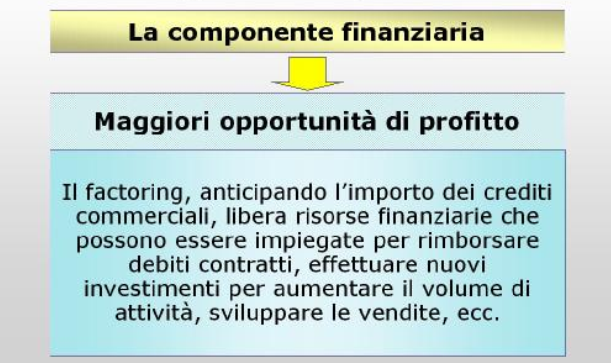 La componente finanziaria
Maggiori opportunità di profitto
Il factoring, anticipando l'importo dei crediti
commerciali, libera risorse finanziarie che
possono essere impiegate per rimborsare
debiti contratti, effettuare nuovi
investimenti per aumentare il volume di
attività, sviluppare le vendite, ecc.